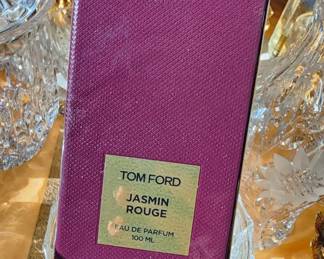 TOM FORD
JASMIN
ROUGE
EAU DE PARFUM
100 ML